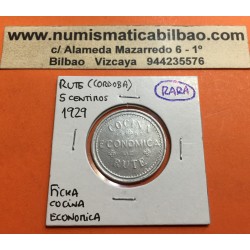 www.numismaticabilbao.com
c/ Alameda Mazarredo 6 - 1º
Bilbao Vizcaya 944235576
RUTE (CORDOBA)
5 CENTIMOS
1929
RARA
COCINA
ECONOMICA
RUTE
FICHA
COCINA
ECONOMICA